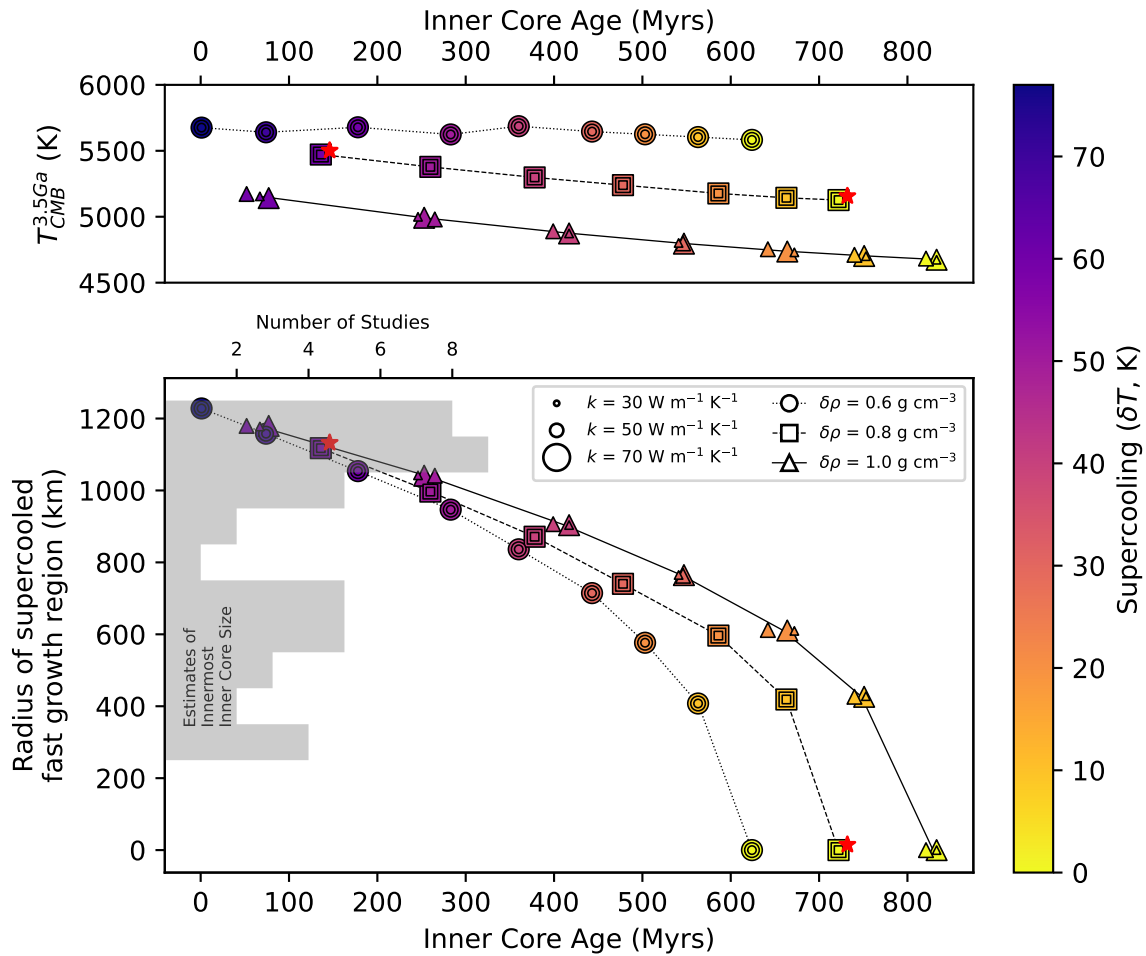 Inner Core Age (Myrs)
0 100 200 300 400 500 600 700 800
6000
5500
5000
4500
T_{CMB}^{3.5Ga} (K)
Number of Studies
2 4 6 8
k = 30 W m⁻¹ K⁻¹
k = 50 W m⁻¹ K⁻¹
k = 70 W m⁻¹ K⁻¹
δρ = 0.6 g cm⁻³
δρ = 0.8 g cm⁻³
δρ = 1.0 g cm⁻³
1200
1000
800
600
400
200
0
Radius of supercooled
fast growth region (km)
Estimates of
Innermost
Inner Core Size
0 100 200 300 400 500 600 700 800
Inner Core Age (Myrs)
70
60
50
40
30
20
10
0
Supercooling (δT, K)